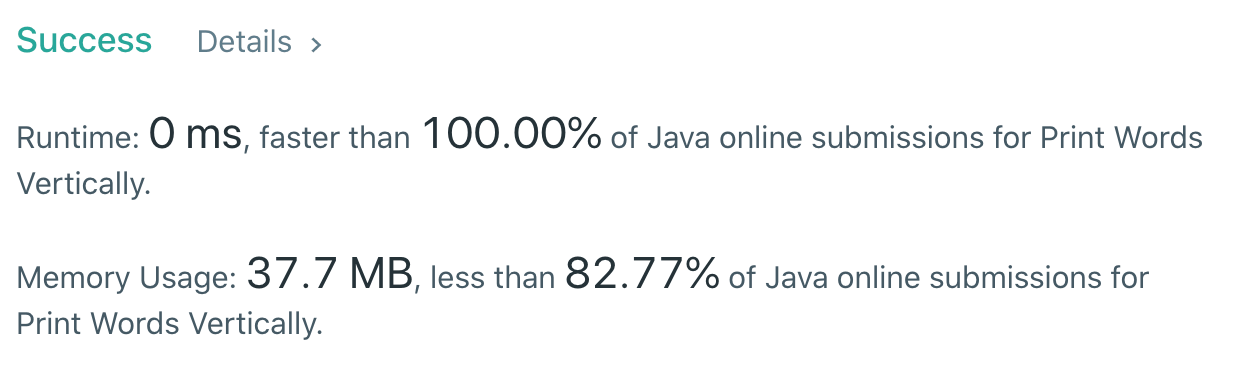 Success Details >
Runtime: 0 ms, faster than 100.00% of Java online submissions for Print Words
Vertically.
Memory Usage: 37.7 MB, less than 82.77% of Java online submissions for
Print Words Vertically.